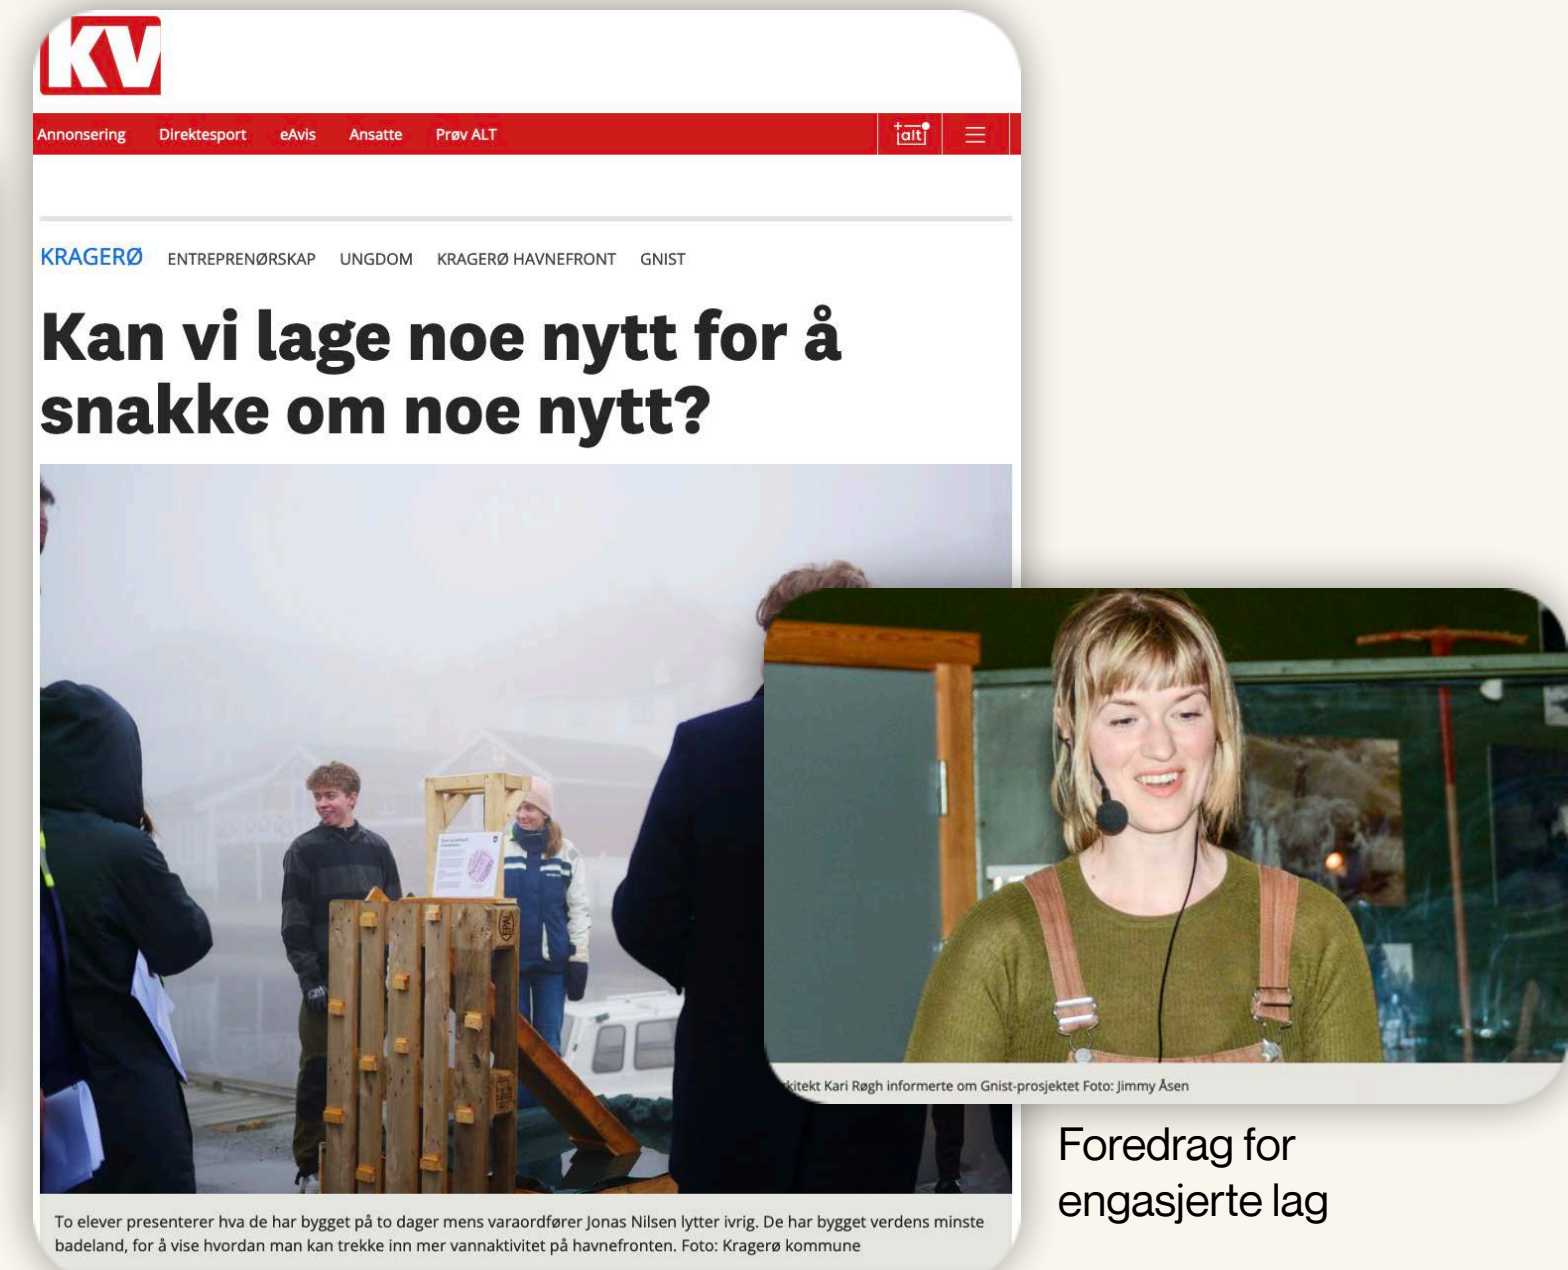 KV
Annonsering Direktesport eAvis Ansatte Prøv ALT
alt
KRAGERØ ENTREPRENØRSKAP UNGDOM KRAGERØ HAVNEFRONT GNIST
Kan vi lage noe nytt for å
snakke om noe nytt?
To elever presenterer hva de har bygget på to dager mens varaordfører Jonas Nilsen lytter ivrig. De har bygget verdens minste
badeland, for å vise hvordan man kan trekke inn mer vannaktivitet på havnefronten. Foto: Kragerø kommune
kitekt Kari Røgh informerte om Gnist-prosjektet Foto: Jimmy Åsen
Foredrag for
engasjerte lag